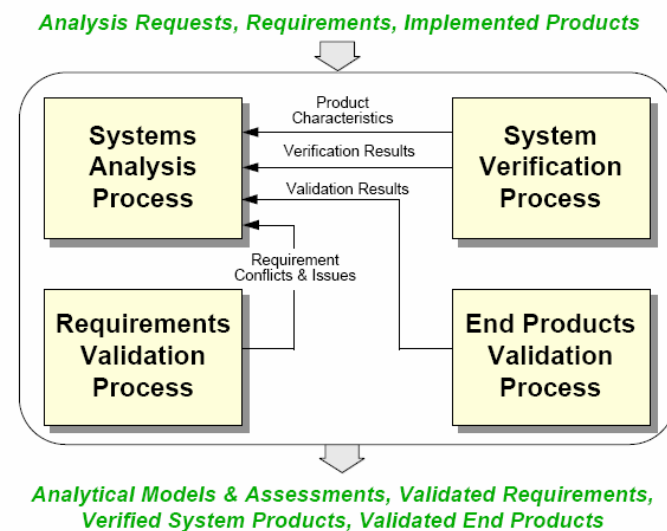 Analysis Requests, Requirements, Implemented Products
Systems
Analysis
Process
Product
Characteristics
Verification Results
Validation Results
System
Verification
Process
Requirement
Conflicts & Issues
Requirements
Validation
Process
End Products
Validation
Process
Analytical Models & Assessments, Validated Requirements,
Verified System Products, Validated End Products